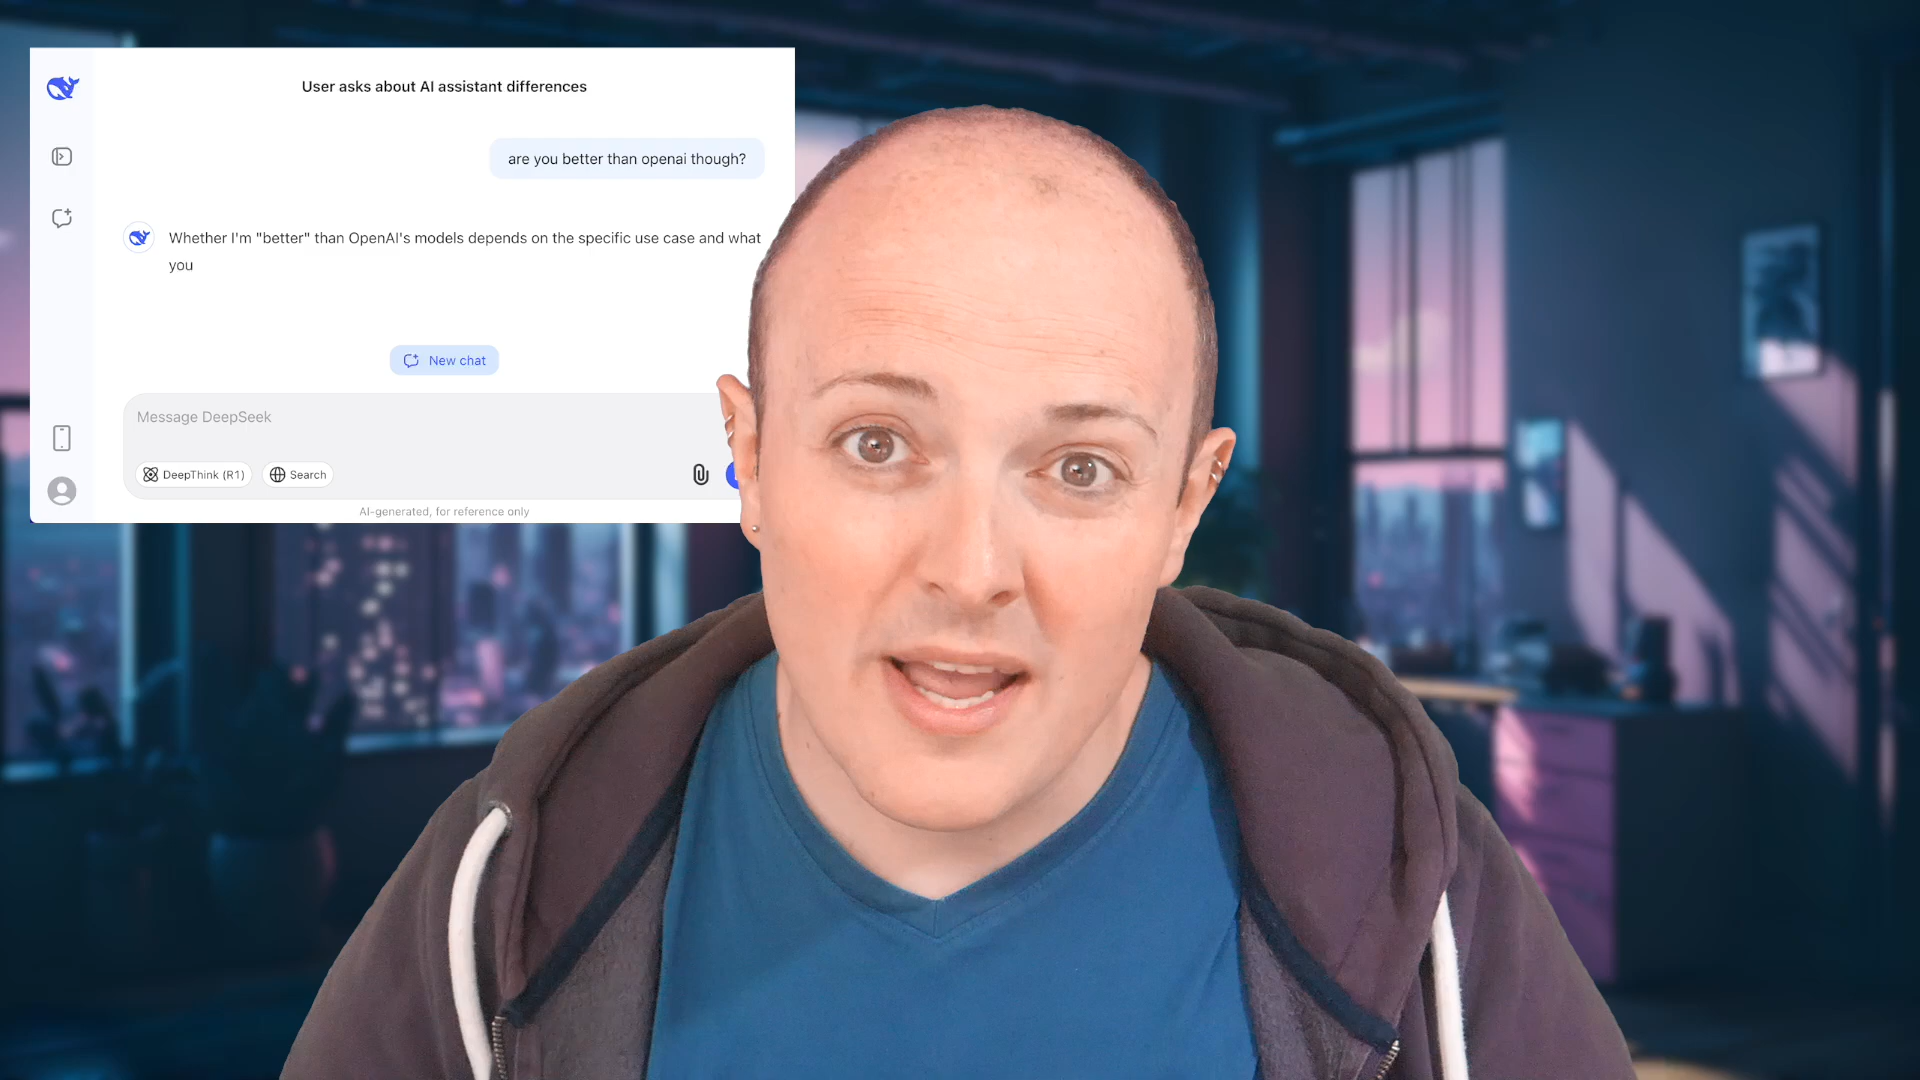 User asks about AI assistant differences
are you better than openai though?
Whether I'm "better" than OpenAI's models depends on the specific use case and what
you
New chat
Message DeepSeek
DeepThink (R1)
Search
AI-generated, for reference only